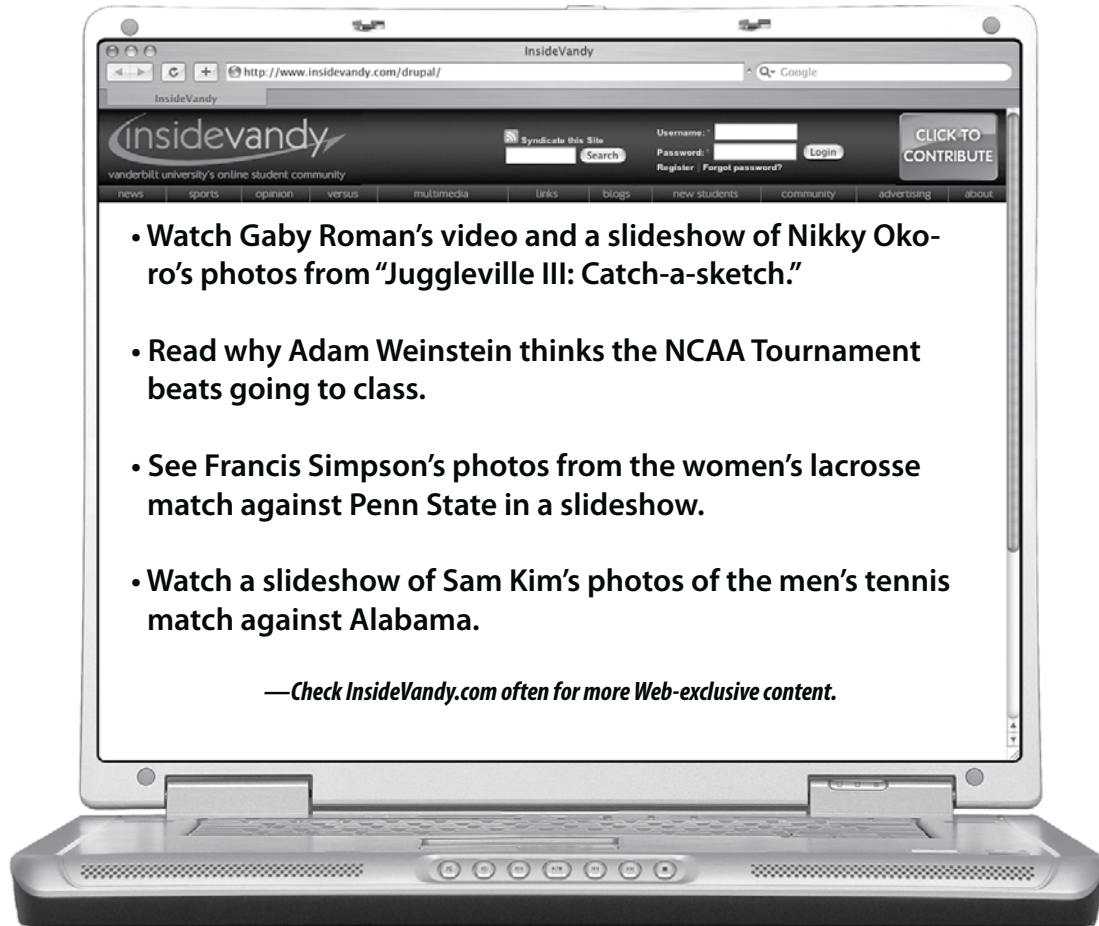 InsideVandy
http://www.insidevandy.com/drupal/
Google
InsideVandy
insidevandy
vanderbilt university's online student community
Syndicate this Site
Search
Username: *
Password: *
Login
Register | Forgot password?
CLICK TO
CONTRIBUTE
news sports opinion versus multimedia links blogs new students community advertising about
• Watch Gaby Roman's video and a slideshow of Nikky Oko-
ro's photos from “Juggleville III: Catch-a-sketch.”
• Read why Adam Weinstein thinks the NCAA Tournament
beats going to class.
• See Francis Simpson's photos from the women's lacrosse
match against Penn State in a slideshow.
• Watch a slideshow of Sam Kim's photos of the men's tennis
match against Alabama.
—Check InsideVandy.com often for more Web-exclusive content.